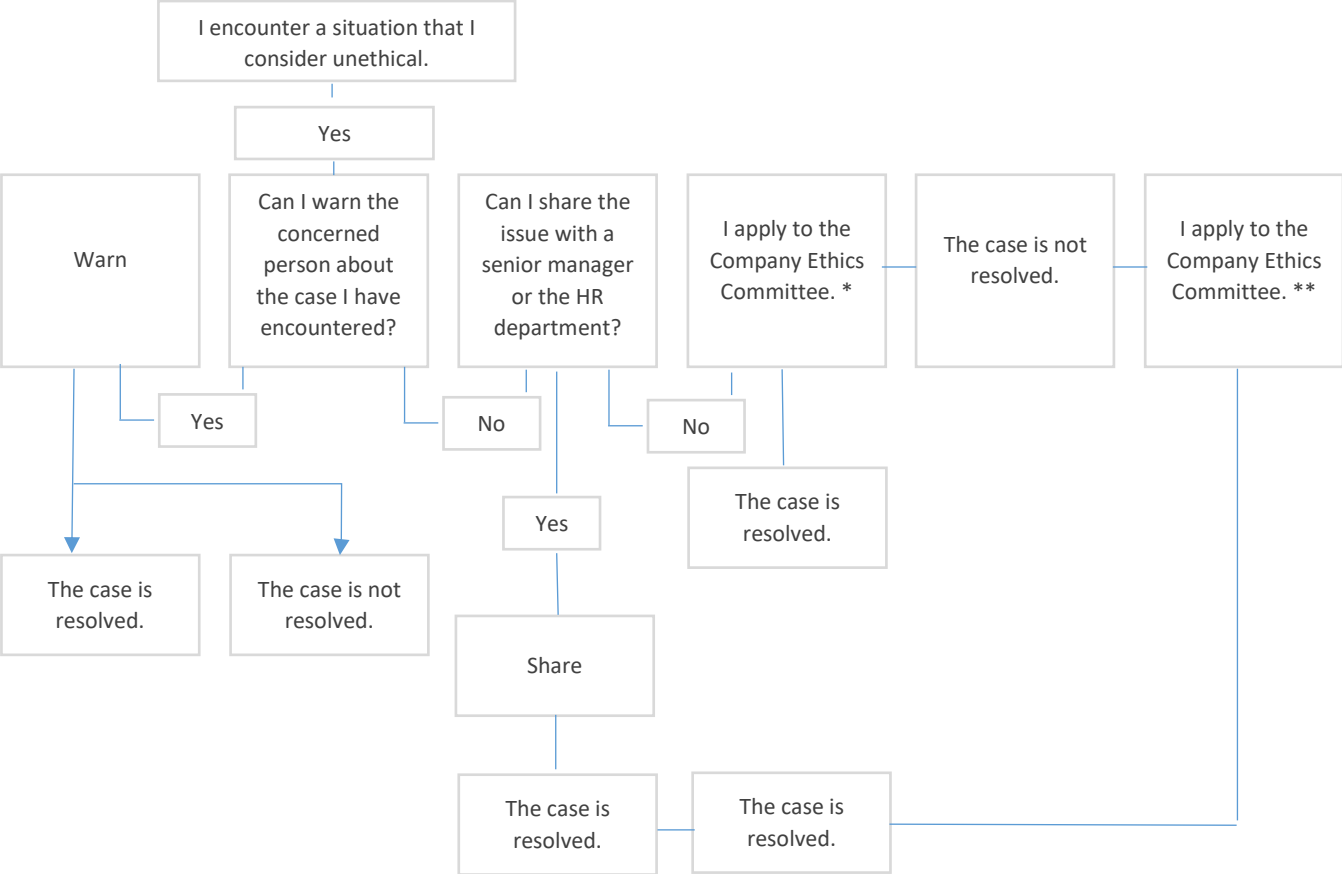 I encounter a situation that I
consider unethical.
Yes
Warn
Can I warn the
concerned
person about
the case I have
encountered?
Can I share the
issue with a
senior manager
or the HR
department?
I apply to the
Company Ethics
Committee. *
The case is not
resolved.
I apply to the
Company Ethics
Committee. **
Yes
No
No
Yes
The case is
resolved.
The case is
resolved.
The case is not
resolved.
Share
The case is
resolved.
The case is
resolved.